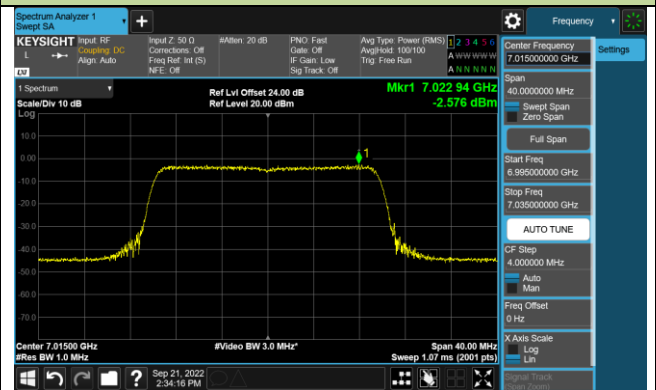 Spectrum Analyzer 1
Swept SA
Frequency
KEYSIGHT
Input: RF
Coupling: DC
Align: Auto
Input Z: 50 Ω
Corrections: Off
Freq Ref: Int (S)
NFE: Off
#Atten: 20 dB
PNO: Fast
Gate: Off
IF Gain: Low
Sig Track: Off
Avg Type: Power (RMS)
Avg|Hold: 100/100
Trig: Free Run
1 2 3 4 5 6
A W W W W W
A N N N N N
L
LXI
Center Frequency
7.015000000 GHz
Settings
Span
40.0000000 MHz
Swept Span
Zero Span
Full Span
Start Freq
6.995000000 GHz
Stop Freq
7.035000000 GHz
AUTO TUNE
CF Step
4.000000 MHz
Auto
Man
Freq Offset
0 Hz
X Axis Scale
Log
Lin
Signal Track
(Span Zoom)
1 Spectrum
Scale/Div 10 dB
Log
Ref Lvl Offset 24.00 dB
Ref Level 20.00 dBm
Mkr1 7.022 94 GHz
-2.576 dBm
1
10.0
0.00
-10.0
-20.0
-30.0
-40.0
-50.0
-60.0
-70.0
Center 7.01500 GHz
#Res BW 1.0 MHz
#Video BW 3.0 MHz*
Span 40.00 MHz
Sweep 1.07 ms (2001 pts)
Sep 21, 2022
2:34:16 PM